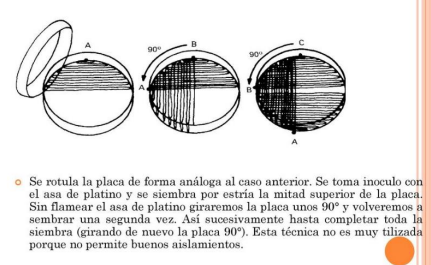 A
90°
B
A
90°
C
B
A
Se rotula la placa de forma análoga al caso anterior. Se toma inoculo con
el asa de platino y se siembra por estría la mitad superior de la placa.
Sin flamear el asa de platino giraremos la placa unos 90° y volveremos a
sembrar una segunda vez. Así sucesivamente hasta completar toda la
siembra (girando de nuevo la placa 90°). Esta técnica no es muy tilizada
porque no permite buenos aislamientos.